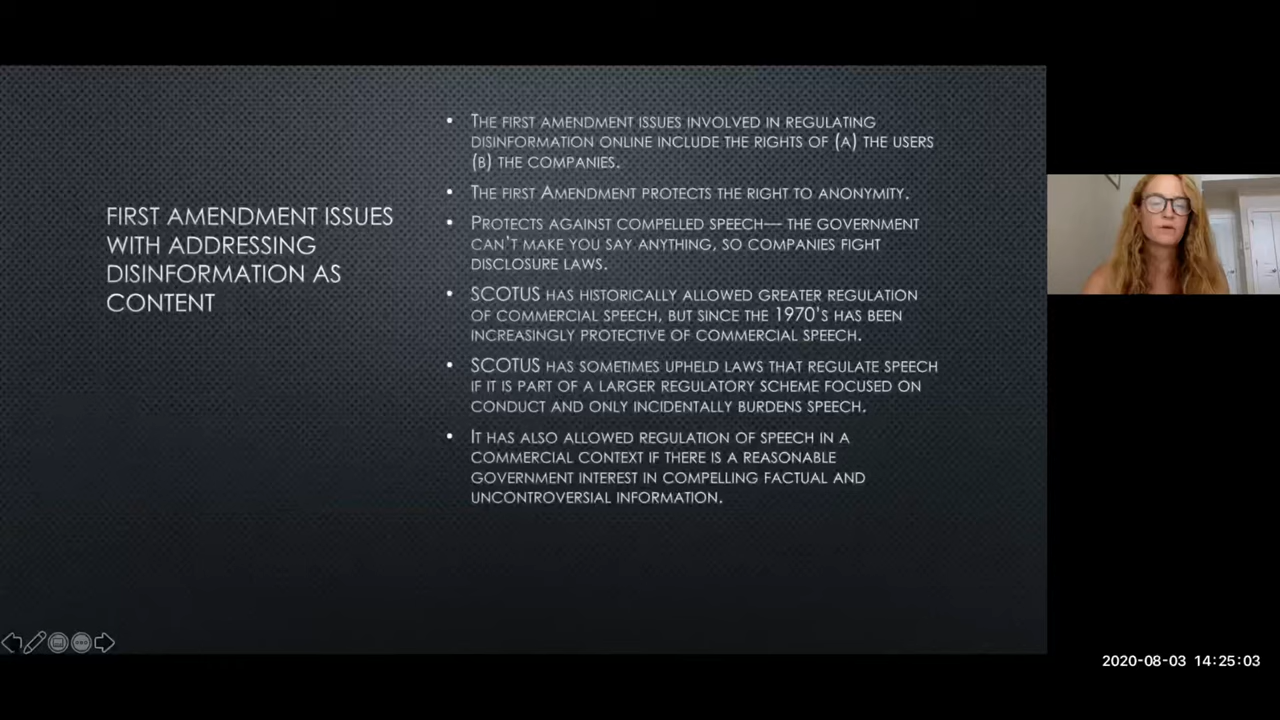 FIRST AMENDMENT ISSUES
WITH ADDRESSING
DISINFORMATION AS
CONTENT
• THE FIRST AMENDMENT ISSUES INVOLVED IN REGULATING
DISINFORMATION ONLINE INCLUDE THE RIGHTS OF (A) THE USERS
(B) THE COMPANIES.
• THE FIRST AMENDMENT PROTECTS THE RIGHT TO ANONYMITY.
• PROTECTS AGAINST COMPELLED SPEECH— THE GOVERNMENT
CAN'T MAKE YOU SAY ANYTHING, SO COMPANIES FIGHT
DISCLOSURE LAWS.
• SCOTUS HAS HISTORICALLY ALLOWED GREATER REGULATION
OF COMMERCIAL SPEECH, BUT SINCE THE 1970'S HAS BEEN
INCREASINGLY PROTECTIVE OF COMMERCIAL SPEECH.
• SCOTUS HAS SOMETIMES UPHELD LAWS THAT REGULATE SPEECH
IF IT IS PART OF A LARGER REGULATORY SCHEME FOCUSED ON
CONDUCT AND ONLY INCIDENTALLY BURDENS SPEECH.
• IT HAS ALSO ALLOWED REGULATION OF SPEECH IN A
COMMERCIAL CONTEXT IF THERE IS A REASONABLE
GOVERNMENT INTEREST IN COMPELLING FACTUAL AND
UNCONTROVERSIAL INFORMATION.
2020-08-03 14:25:03